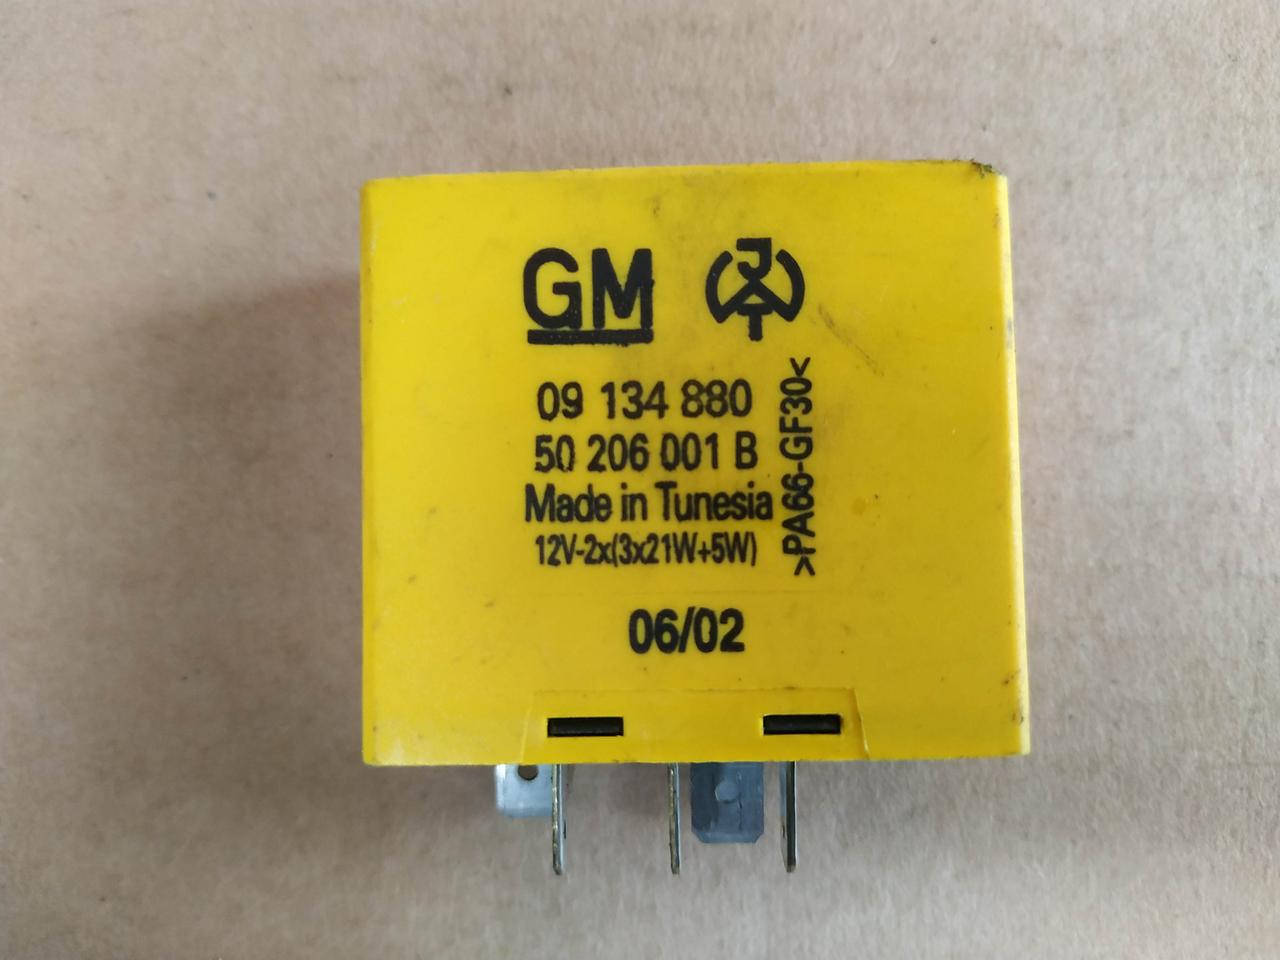 GM
09 134 880
50 206 001 B
Made in Tunesia
12V-2x(3x21W+5W)
>PA66-GF30<
06/02